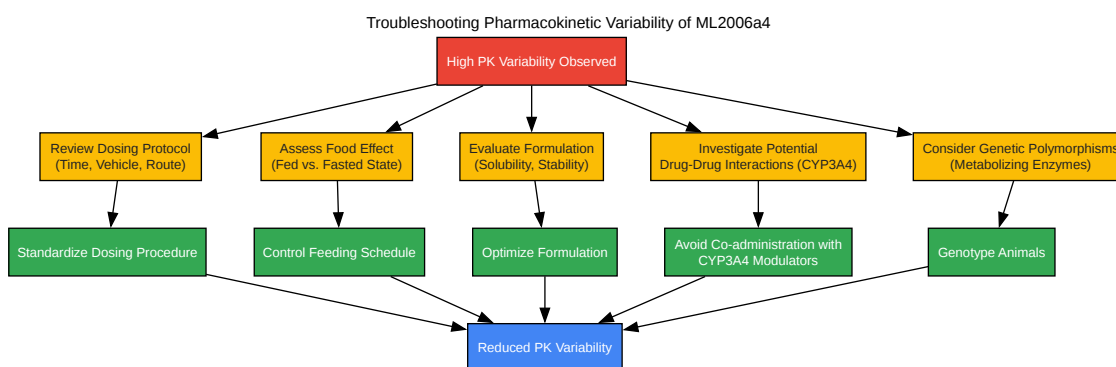 Troubleshooting Pharmacokinetic Variability of ML2006a4
High PK Variability Observed
Review Dosing Protocol
(Time, Vehicle, Route)
Assess Food Effect
(Fed vs. Fasted State)
Evaluate Formulation
(Solubility, Stability)
Investigate Potential
Drug-Drug Interactions (CYP3A4)
Consider Genetic Polymorphisms
(Metabolizing Enzymes)
Standardize Dosing Procedure
Control Feeding Schedule
Optimize Formulation
Avoid Co-administration with
CYP3A4 Modulators
Genotype Animals
Reduced PK Variability